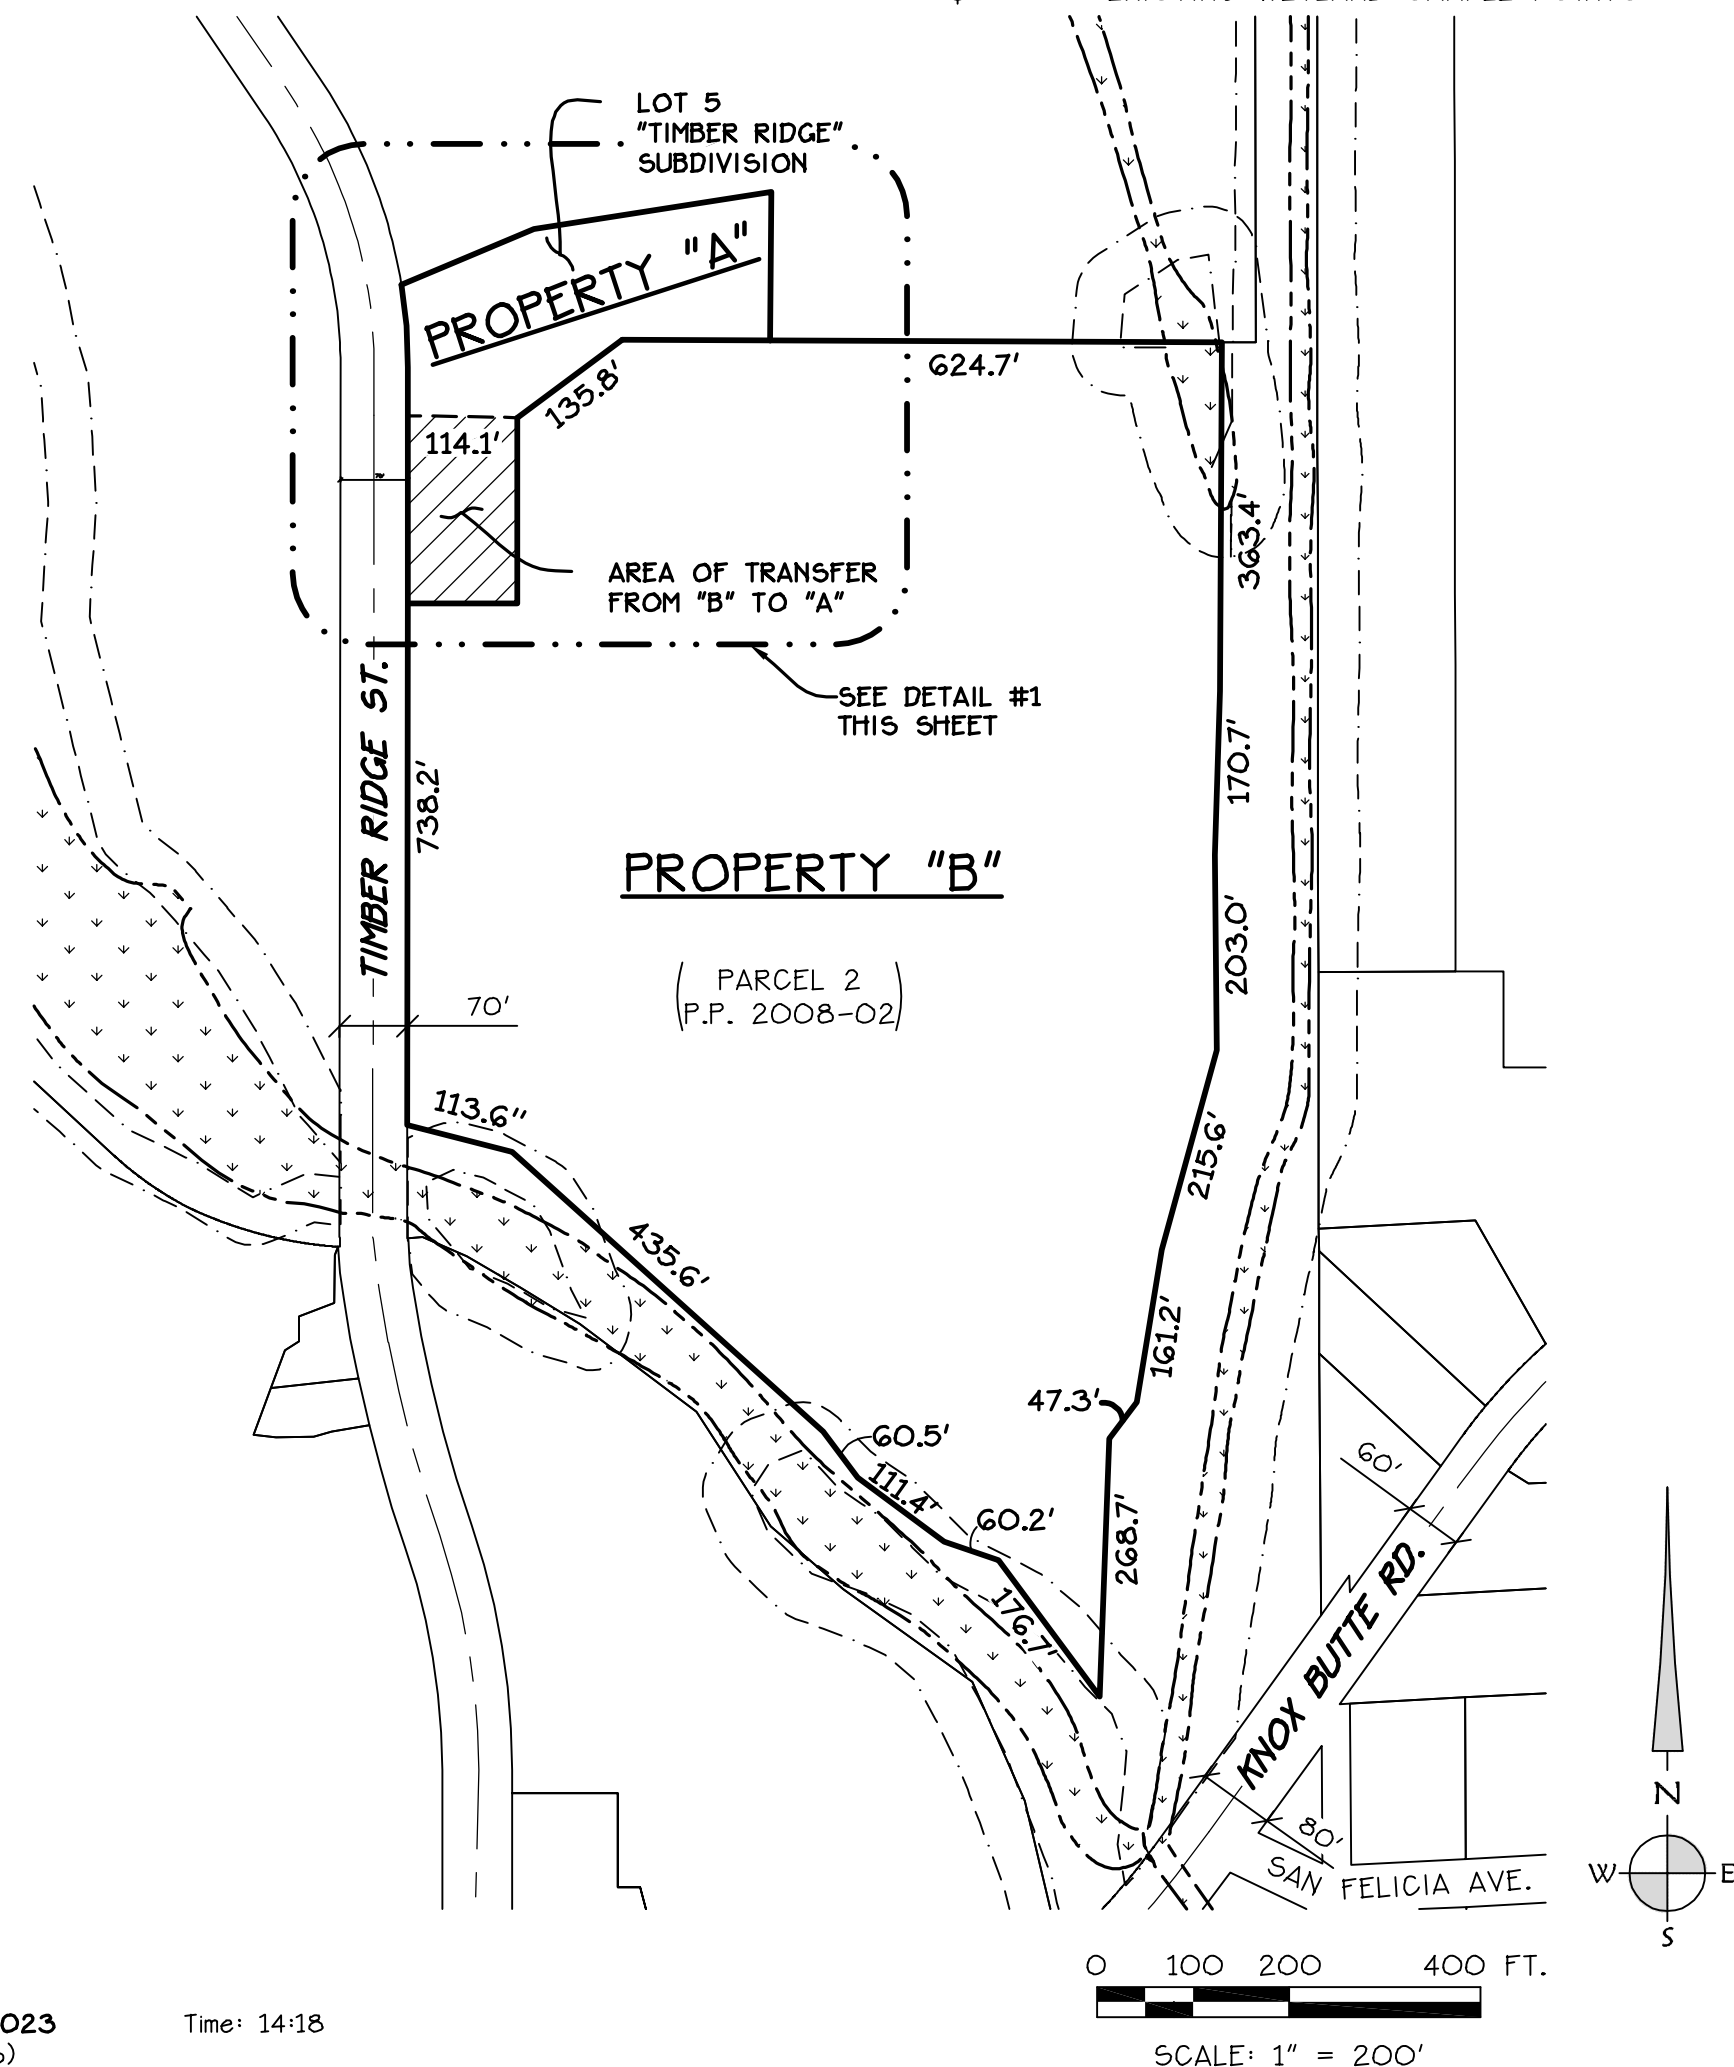 LOT 5
"TIMBER RIDGE"
SUBDIVISION
PROPERTY "A"
624.7'
135.8'
114.1'
363.4'
AREA OF TRANSFER
FROM "B" TO "A"
SEE DETAIL #1
THIS SHEET
TIMBER RIDGE ST.
738.2'
170.7'
PROPERTY "B"
203.0'
PARCEL 2
P.P. 2008-02
70'
113.6"
215.6'
435.6'
161.2'
47.3'
60.5'
111.4'
60.2'
268.7'
176.7'
60'
KNOX BUTTE RD.
80'
SAN FELICIA AVE.
N
W E
S
0 100 200 400 FT.
SCALE: 1" = 200'
023 Time: 14:18